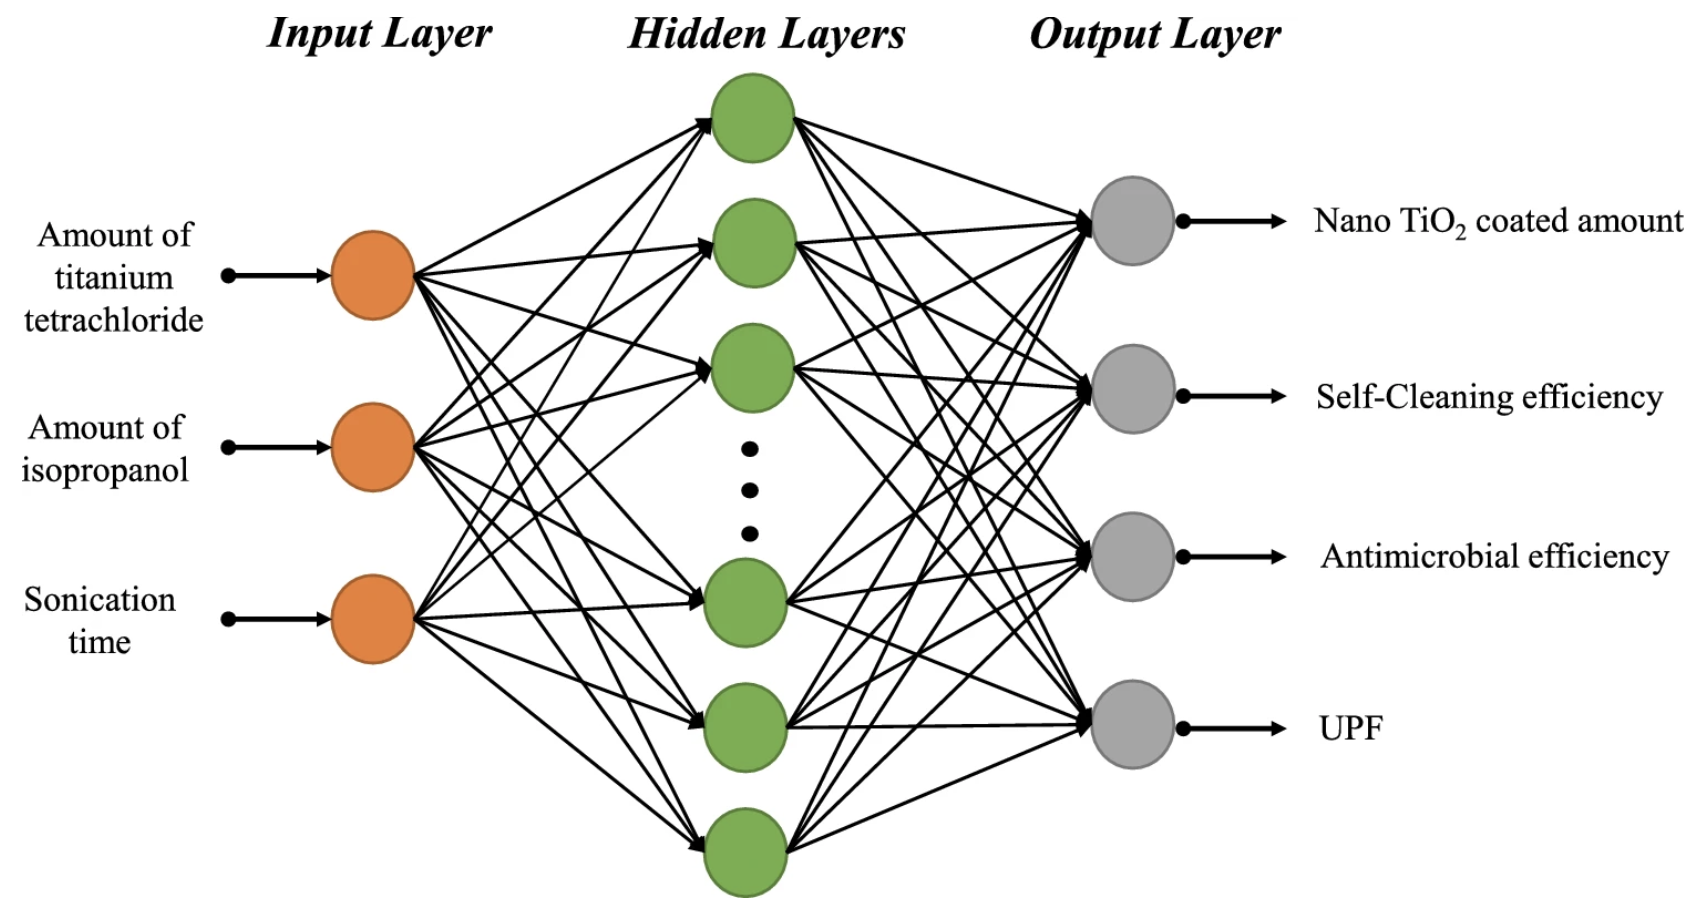 Input Layer
Hidden Layers
Output Layer
Amount of
titanium
tetrachloride
Amount of
isopropanol
Sonication
time
Nano TiO₂ coated amount
Self-Cleaning efficiency
Antimicrobial efficiency
UPF